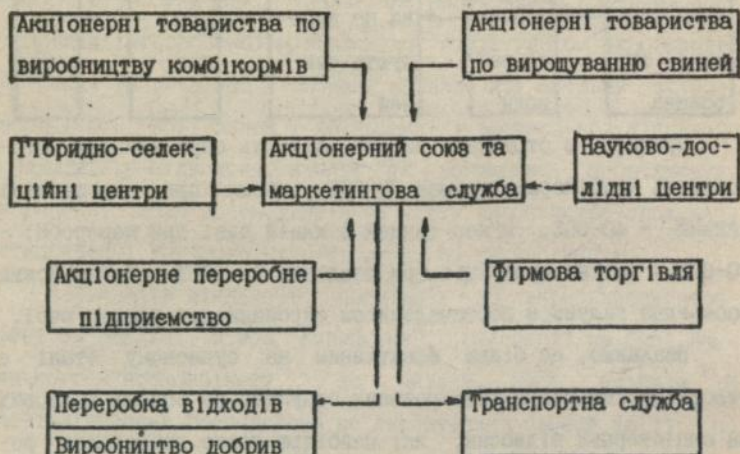 Акціонерні товариства по
виробництву комбікормів
Акціонерні товариства
по вирощуванню свиней
Гібридно-селек-
ційні центри
Акціонерний союз та
маркетингова служба
Науково-дос-
лідні центри
Акціонерне переробне
підприємство
Фірмова торгівля
Переробка відходів
Виробництво добрив
Транспортна служба